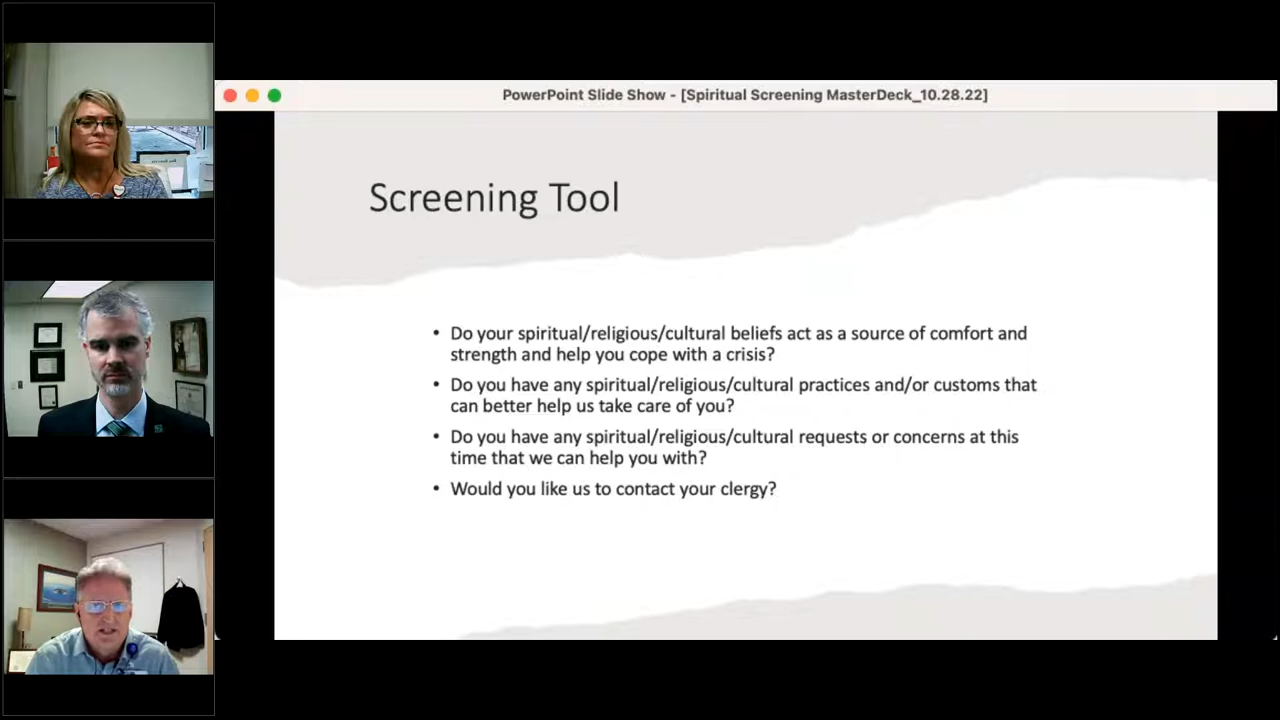 PowerPoint Slide Show - [Spiritual Screening MasterDeck_10.28.22]
Screening Tool
• Do your spiritual/religious/cultural beliefs act as a source of comfort and
strength and help you cope with a crisis?
• Do you have any spiritual/religious/cultural practices and/or customs that
can better help us take care of you?
• Do you have any spiritual/religious/cultural requests or concerns at this
time that we can help you with?
• Would you like us to contact your clergy?